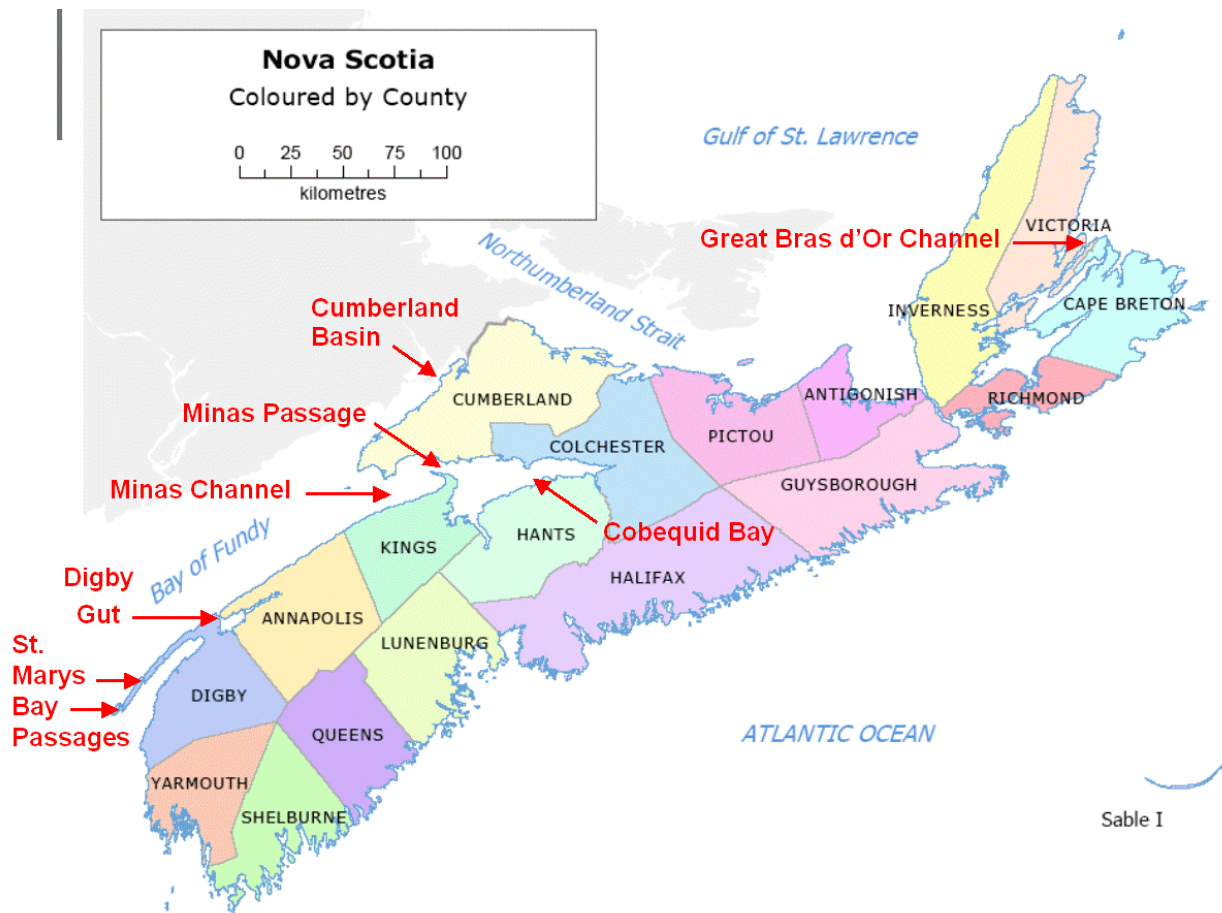 Nova Scotia
Coloured by County
0 25 50 75 100
kilometres
Gulf of St. Lawrence
Northumberland Strait
Great Bras d’Or Channel
VICTORIA
INVERNESS
CAPE BRETON
Cumberland
Basin
CUMBERLAND
Minas Passage
ANTIGONISH
RICHMOND
PICTOU
COLCHESTER
Minas Channel
GUYSBOROUGH
Cobequid Bay
HANTS
KINGS
HALIFAX
Bay of Fundy
Digby
Gut
ANNAPOLIS
LUNENBURG
St.
Marys
Bay
Passages
DIGBY
QUEENS
ATLANTIC OCEAN
YARMOUTH
SHELBURNE
Sable I